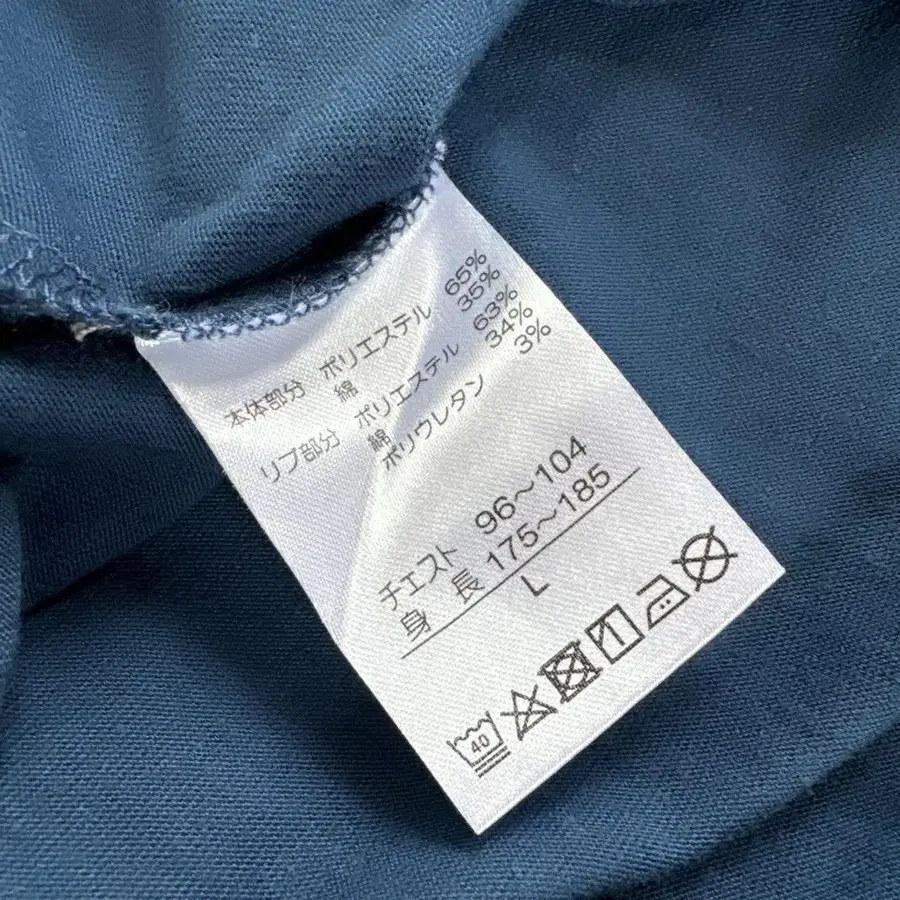 本体部分 ポリエステル 65%
綿 35%
リブ部分 ポリエステル 63%
綿 34%
ポリウレタン 3%
チェスト 96～104
身長 175～185
L
40